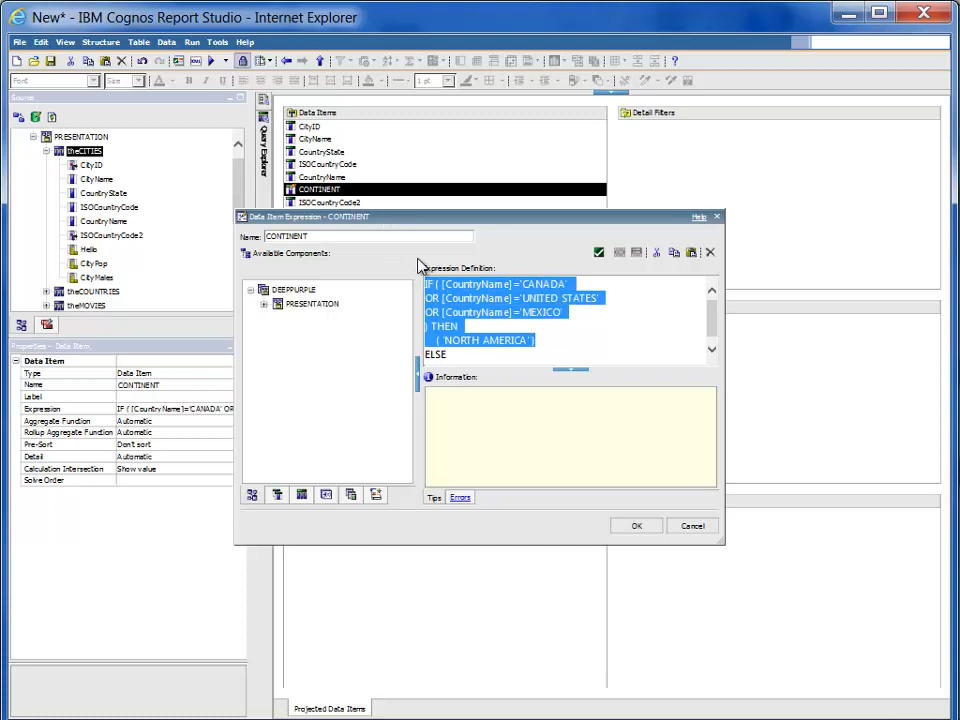 New* - IBM Cognos Report Studio - Internet Explorer
File Edit View Structure Table Data Run Tools Help
Font Size 1 pt
Source
PRESENTATION
theCITIES
CityID
CityName
CountryState
ISOCountryCode
CountryName
ISOCountryCode2
Hello
CityPop
CityMales
theCOUNTRIES
theMOVIES
Properties - Data Item
Data Item
Type Data Item
Name CONTINENT
Label
Expression IF ( [CountryName]='CANADA' OR
Aggregate Function Automatic
Rollup Aggregate Function Automatic
Pre-Sort Don't sort
Detail Automatic
Calculation Intersection Show value
Solve Order
Query Explorer
Data Items
CityID
CityName
CountryState
ISOCountryCode
CountryName
CONTINENT
ISOCountryCode2
Detail Filters
Data Item Expression - CONTINENT Help
Name: CONTINENT
Available Components:
DEEPPURPLE
PRESENTATION
Expression Definition:
IF ( [CountryName] ='CANADA'
OR [CountryName] ='UNITED STATES'
OR [CountryName] ='MEXICO'
) THEN
( 'NORTH AMERICA' )
ELSE
Information:
Tips Errors
OK Cancel
Projected Data Items